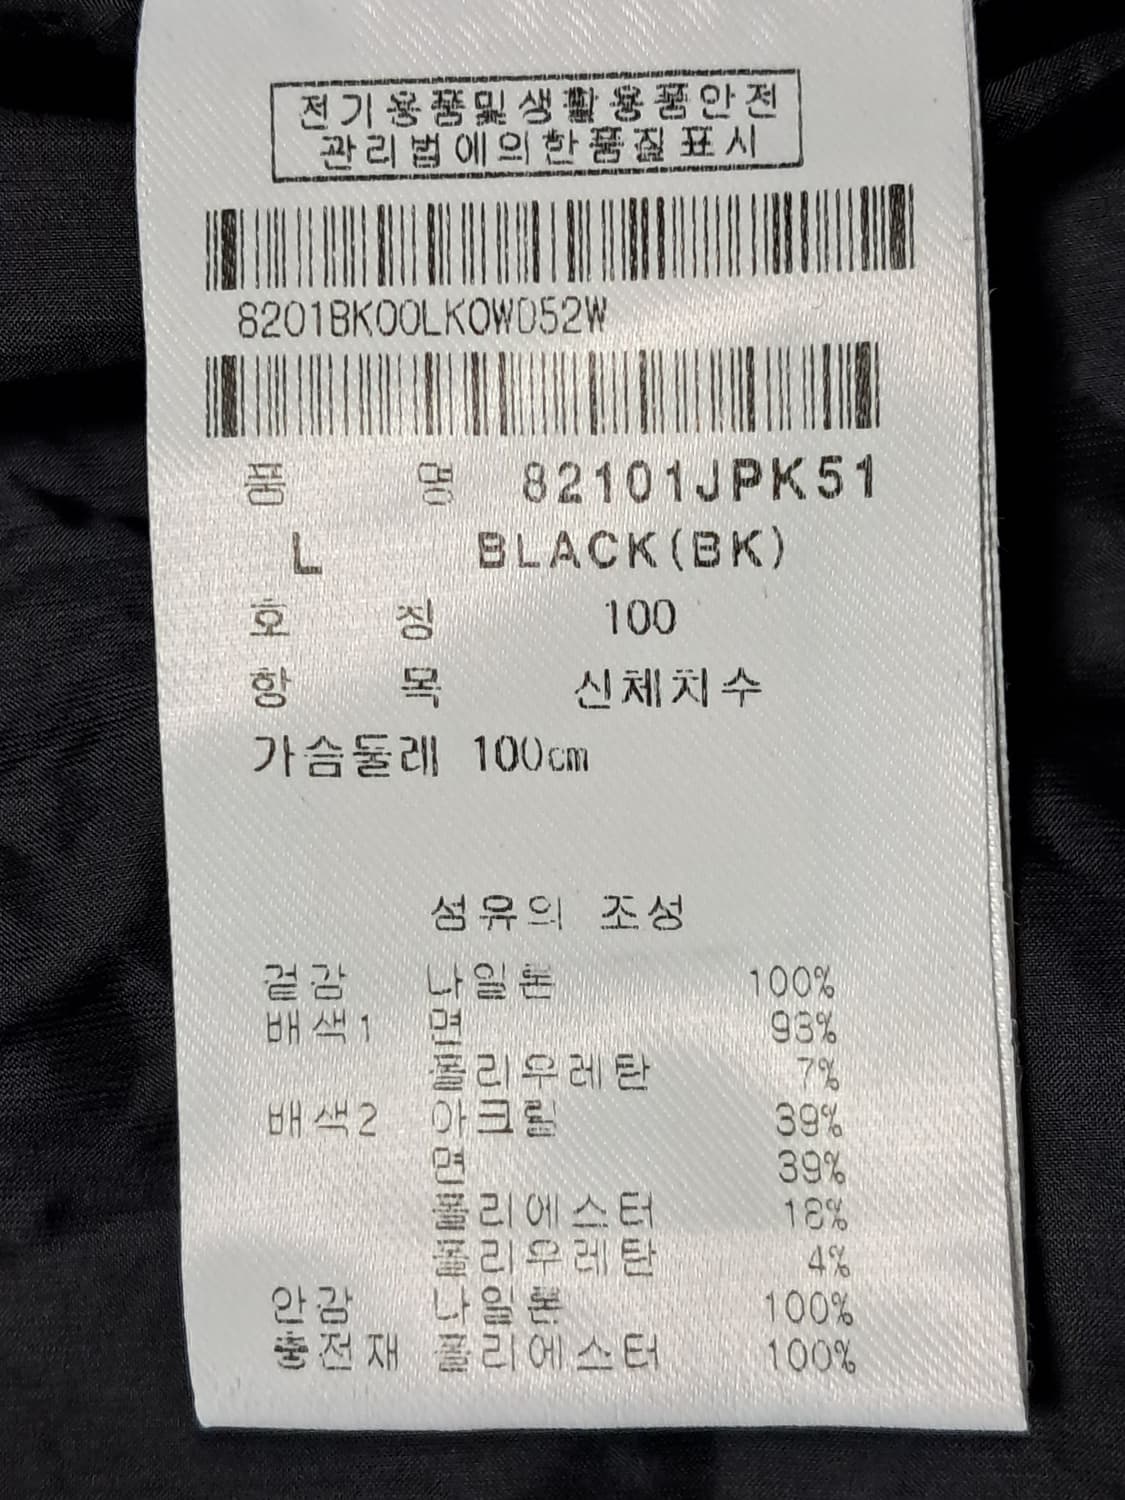 전기용품및생활용품안전
관리법에의한품질표시
8201BK00LK0WD52W
품 명 82101JPK51
L BLACK(BK)
호 칭 100
항 목 신체치수
가슴둘레 100cm
섬유의 조성
겉감 나일론 100%
배색1 면 93%
폴리우레탄 7%
배색2 아크릴 39%
면 39%
폴리에스터 18%
폴리우레탄 4%
안감 나일론 100%
충전재 폴리에스터 100%